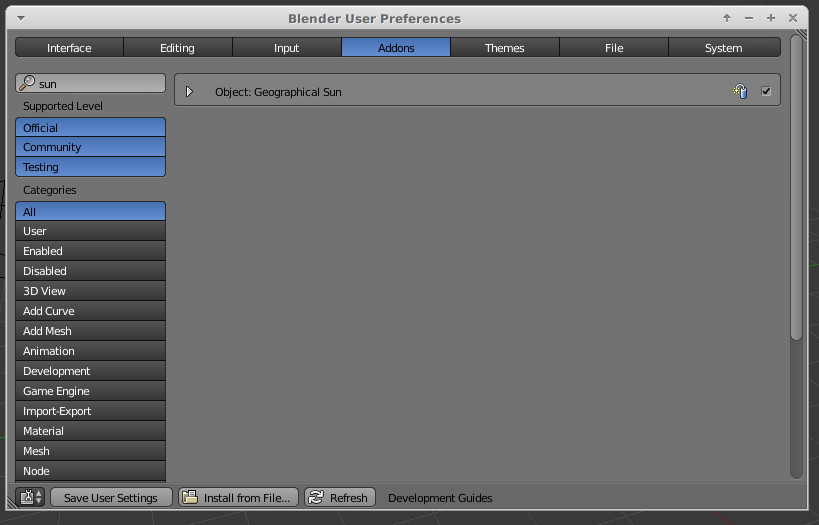 Blender User Preferences
Interface Editing Input Addons Themes File System
sun
Object: Geographical Sun
Supported Level
Official
Community
Testing
Categories
All
User
Enabled
Disabled
3D View
Add Curve
Add Mesh
Animation
Development
Game Engine
Import-Export
Material
Mesh
Node
Save User Settings Install from File... Refresh Development Guides